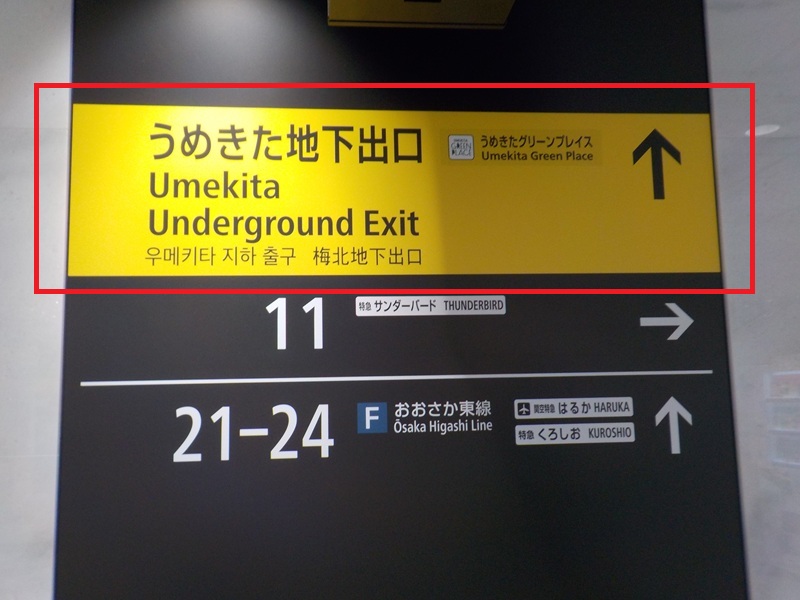 うめきた地下出口
Umekita
Underground Exit
우메키타 지하 출구 梅北地下出口
GREEN PLACE うめきたグリーンプレイス
Umekita Green Place
11 特急 サンダーバード THUNDERBIRD
21-24 F おおさか東線
Ōsaka Higashi Line
関空特急 はるか HARUKA
特急 くろしお KUROSHIO